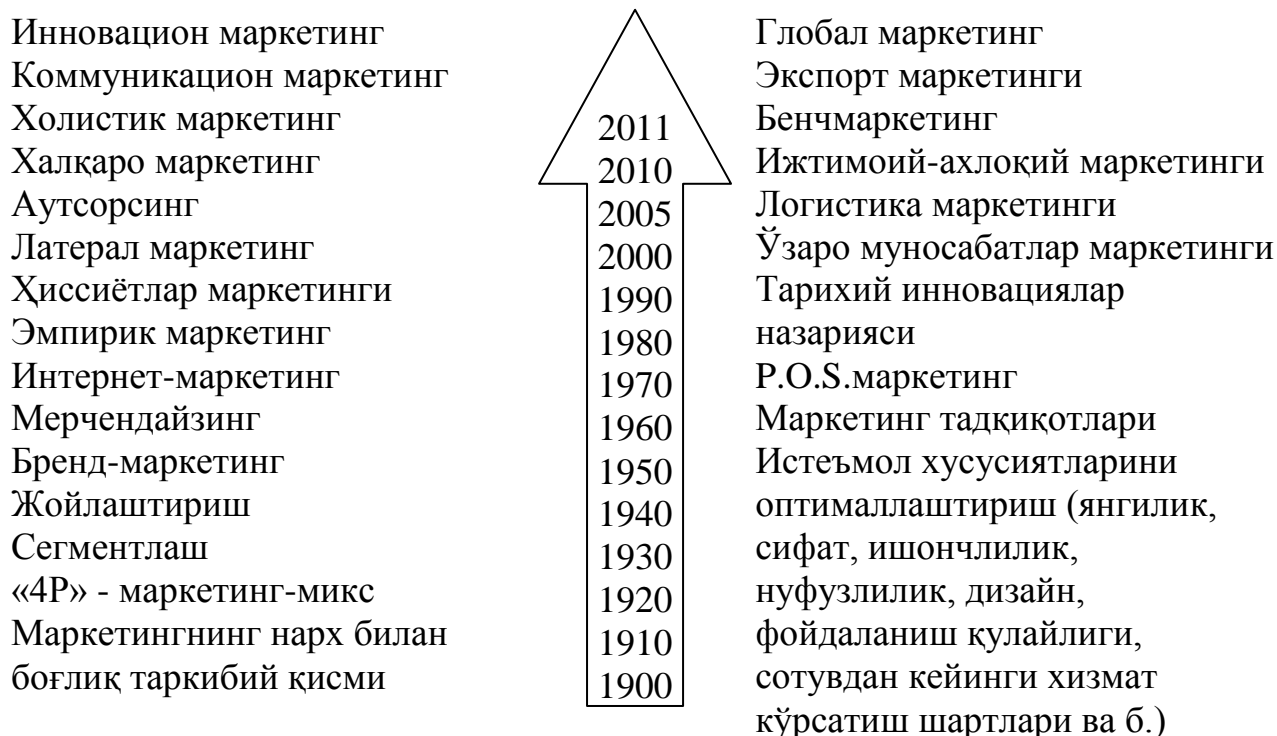 Инновацион маркетинг
Коммуникацион маркетинг
Холистик маркетинг
Халқаро маркетинг
Аутсорсинг
Латерал маркетинг
Ҳиссиётлар маркетинги
Эмпирик маркетинг
Интернет-маркетинг
Мерчендайзинг
Бренд-маркетинг
Жойлаштириш
Сегментлаш
«4Р» - маркетинг-микс
Маркетингнинг нарх билан
боғлиқ таркибий қисми
2011
2010
2005
2000
1990
1980
1970
1960
1950
1940
1930
1920
1910
1900
Глобал маркетинг
Экспорт маркетинги
Бенчмаркетинг
Ижтимоий-ахлоқий маркетинги
Логистика маркетинги
Ўзаро муносабатлар маркетинги
Тарихий инновациялар
назарияси
P.O.S.маркетинг
Маркетинг тадқиқотлари
Истеъмол хусусиятларини
оптималлаштириш (янгилик,
сифат, ишончлилик,
нуфузлилик, дизайн,
фойдаланиш қулайлиги,
сотувдан кейинги хизмат
кўрсатиш шартлари ва б.)